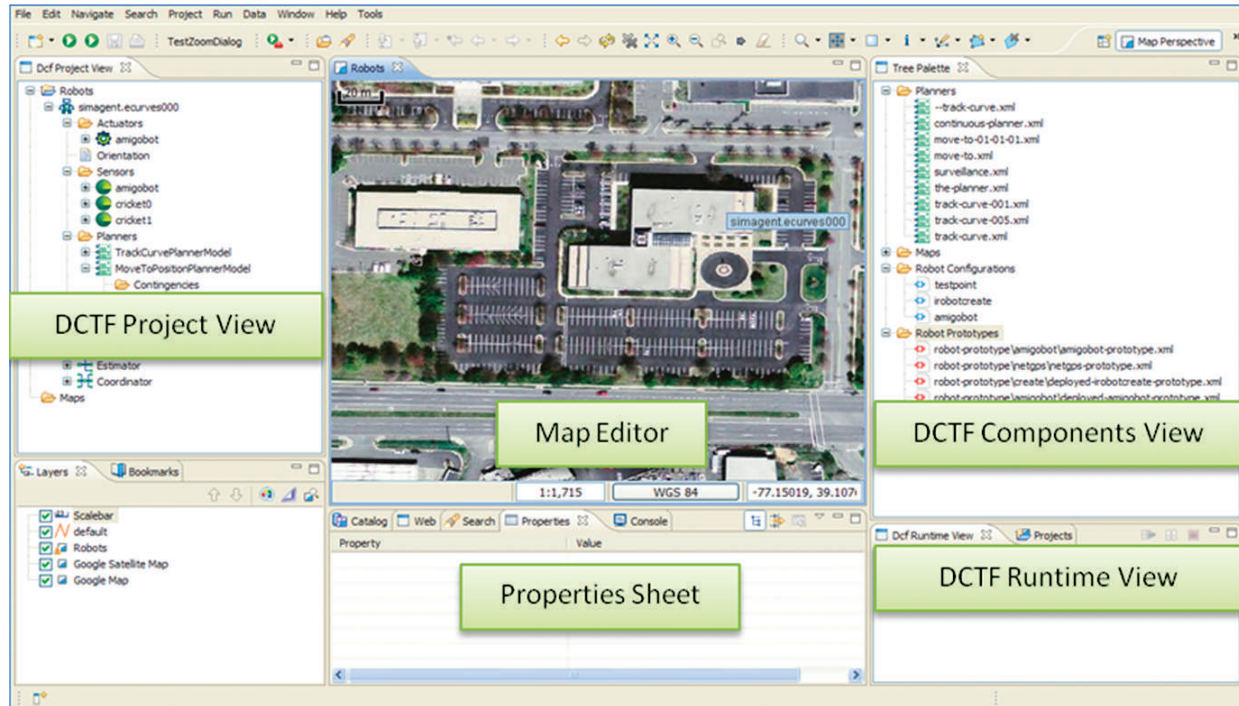 File Edit Navigate Search Project Run Data Window Help Tools
TestZoomDialog
Map Perspective
Dcf Project View
Robots
simagent.ecurves000
Actuators
amigobot
Orientation
Sensors
amigobot
cricket0
cricket1
Planners
TrackCurvePlannerModel
MoveToPositionPlannerModel
Contingencies
DCTF Project View
Estimator
Coordinator
Maps
Layers
Bookmarks
Scalebar
default
Robots
Google Satellite Map
Google Map
Robots
20 m
simagent.ecurves000
Map Editor
1:1,715
WGS 84
-77.15019, 39.107
Catalog Web Search Properties Console
Property Value
Properties Sheet
Tree Palette
Planners
--track-curve.xml
continuous-planner.xml
move-to-01-01-01.xml
move-to.xml
surveillance.xml
the-planner.xml
track-curve-001.xml
track-curve-005.xml
track-curve.xml
Maps
Robot Configurations
testpoint
irobotcreate
amigobot
Robot Prototypes
robot-prototype\amigobot\amigobot-prototype.xml
robot-prototype\netgps\netgps-prototype.xml
robot-prototype\create\deployed-irobotcreate-prototype.xml
robot-prototype\amigobot\deployed-amigobot-prototype.xml
DCTF Components View
Dcf Runtime View
Projects
DCTF Runtime View